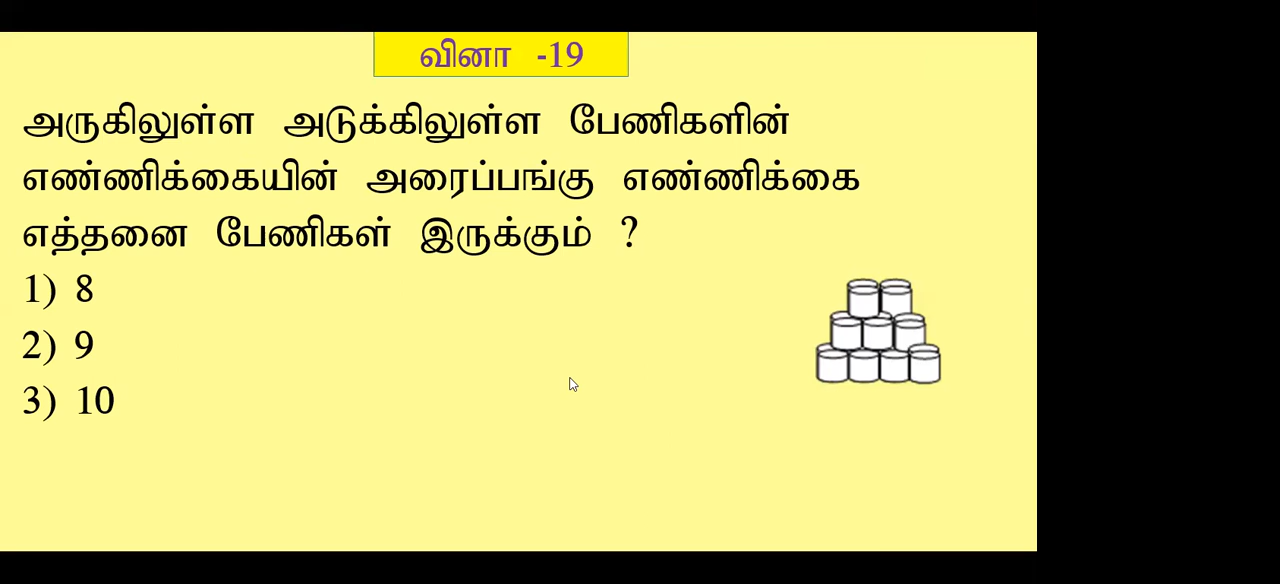 வினா -19
அருகிலுள்ள அடுக்கிலுள்ள பேணிகளின்
எண்ணிக்கையின் அரைப்பங்கு எண்ணிக்கை
எத்தனை பேணிகள் இருக்கும் ?
1) 8
2) 9
3) 10